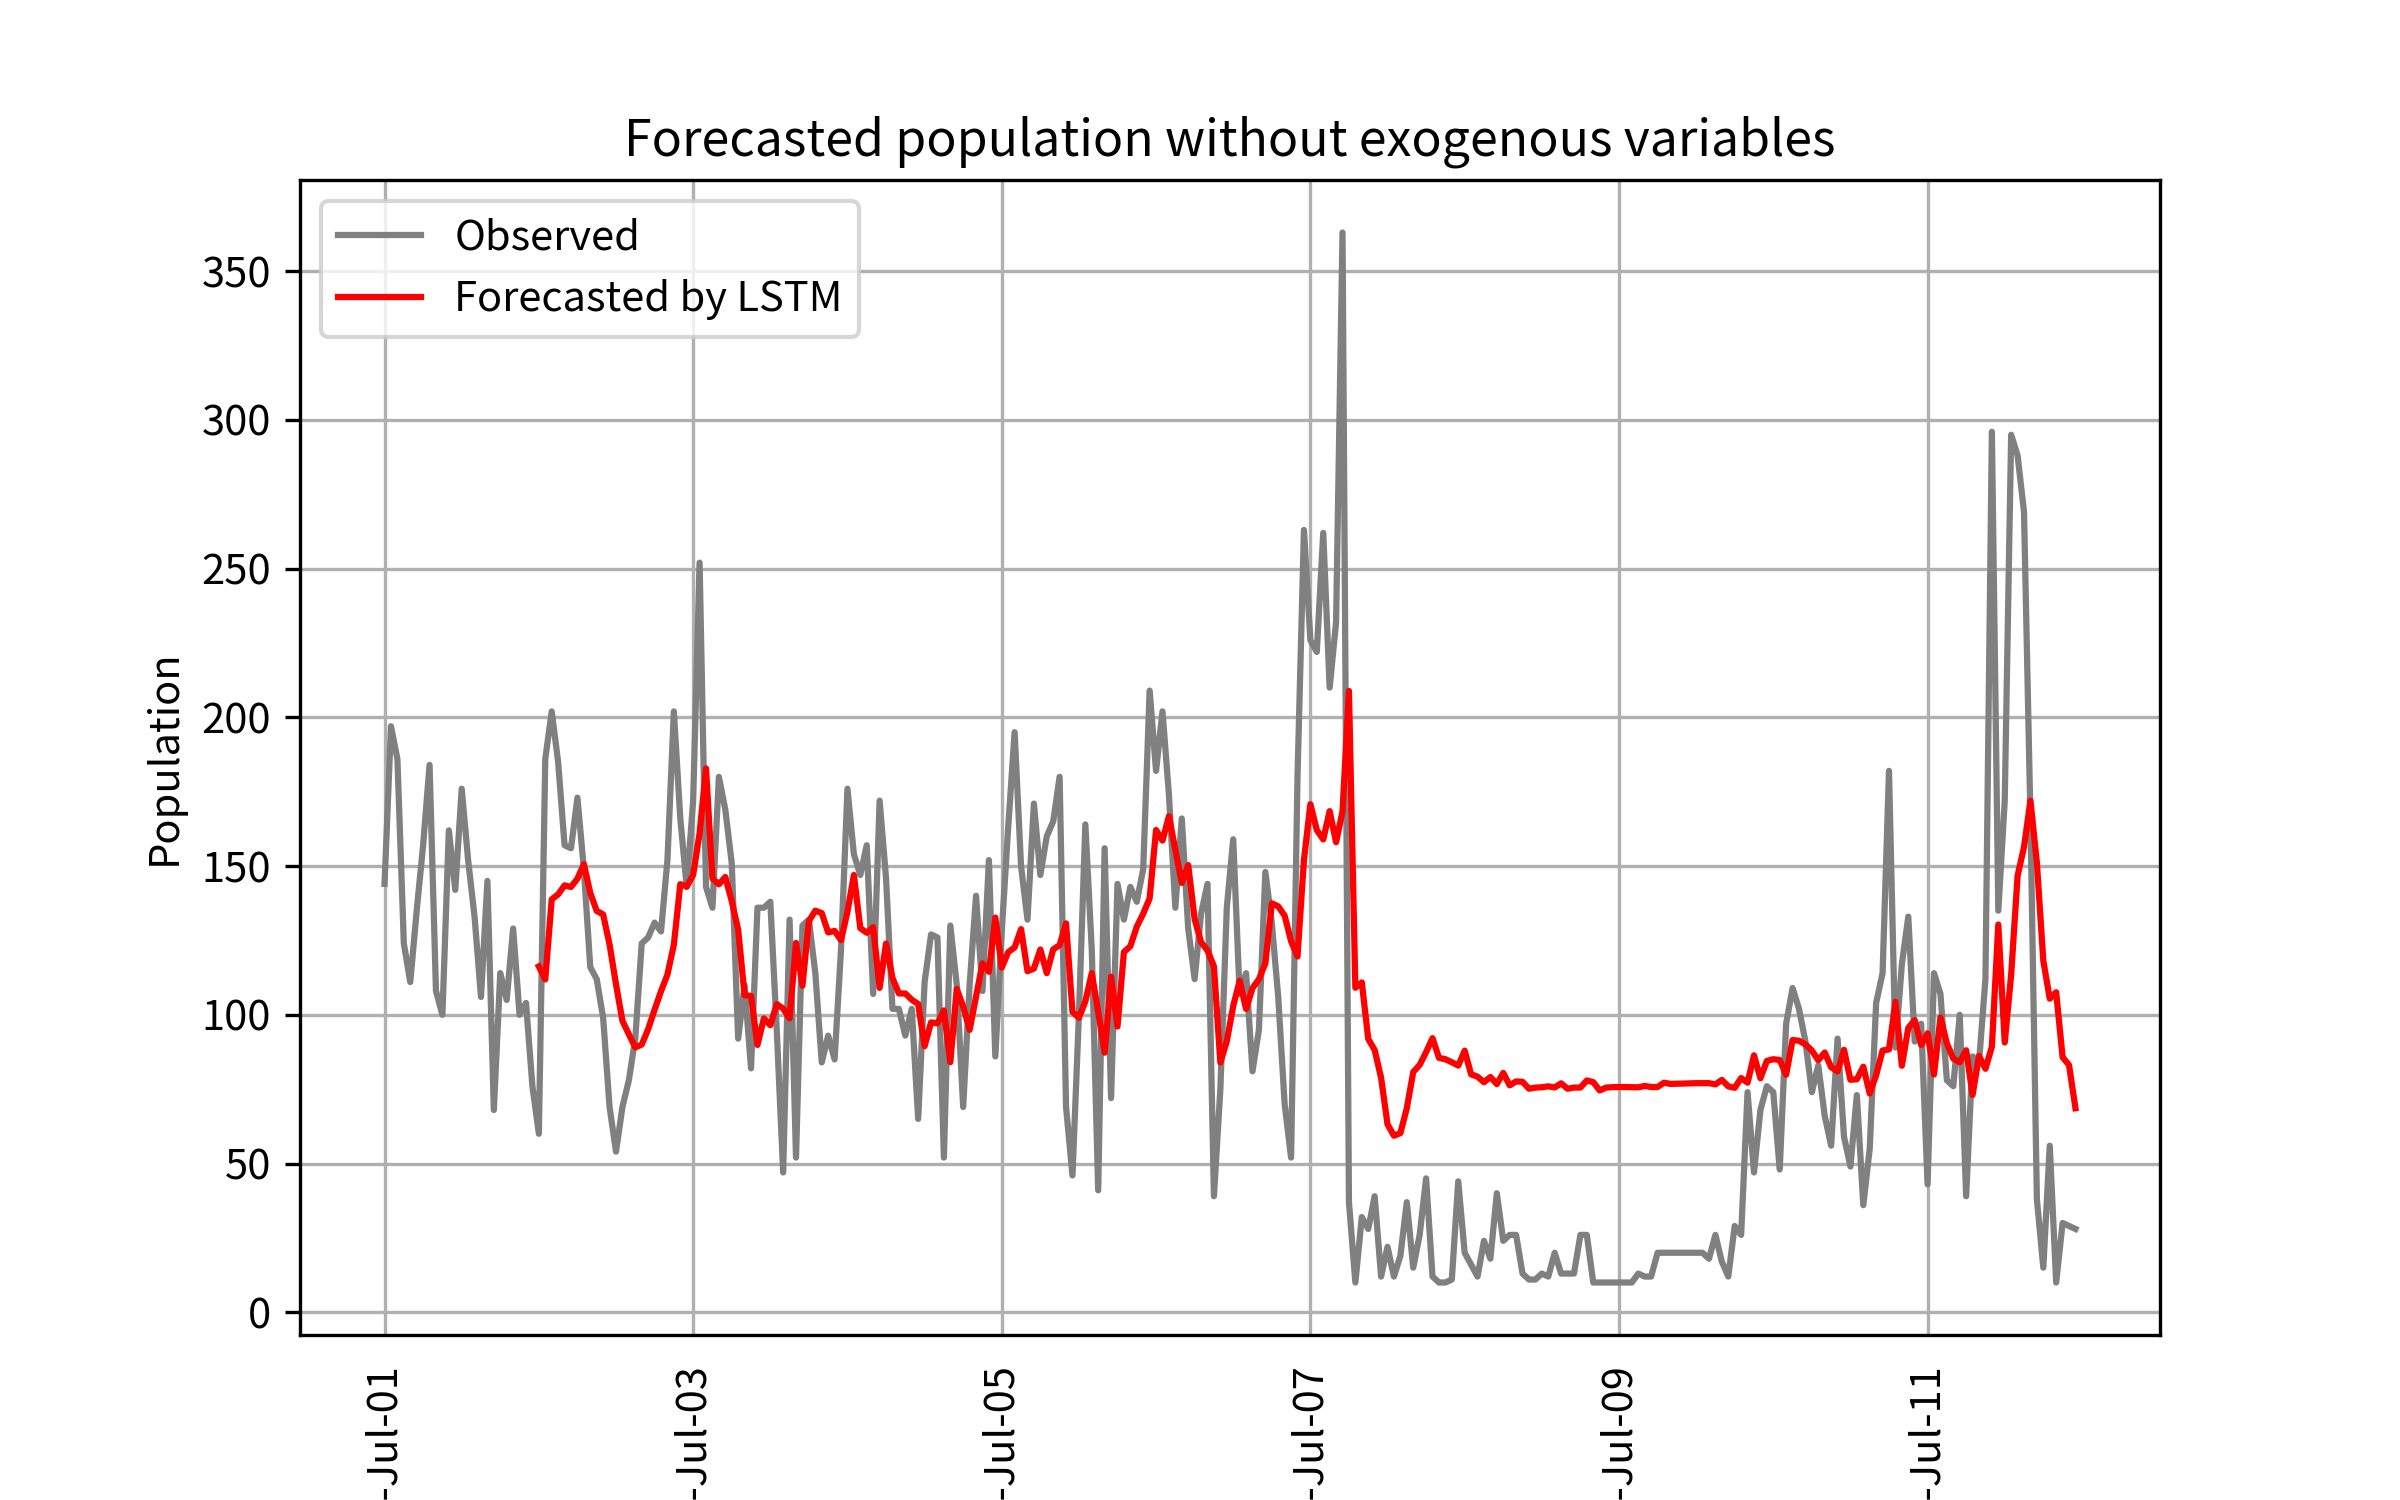 Forecasted population without exogenous variables
Observed
Forecasted by LSTM
Population
350
300
250
200
150
100
50
0
-Jul-01
-Jul-03
-Jul-05
-Jul-07
-Jul-09
-Jul-11